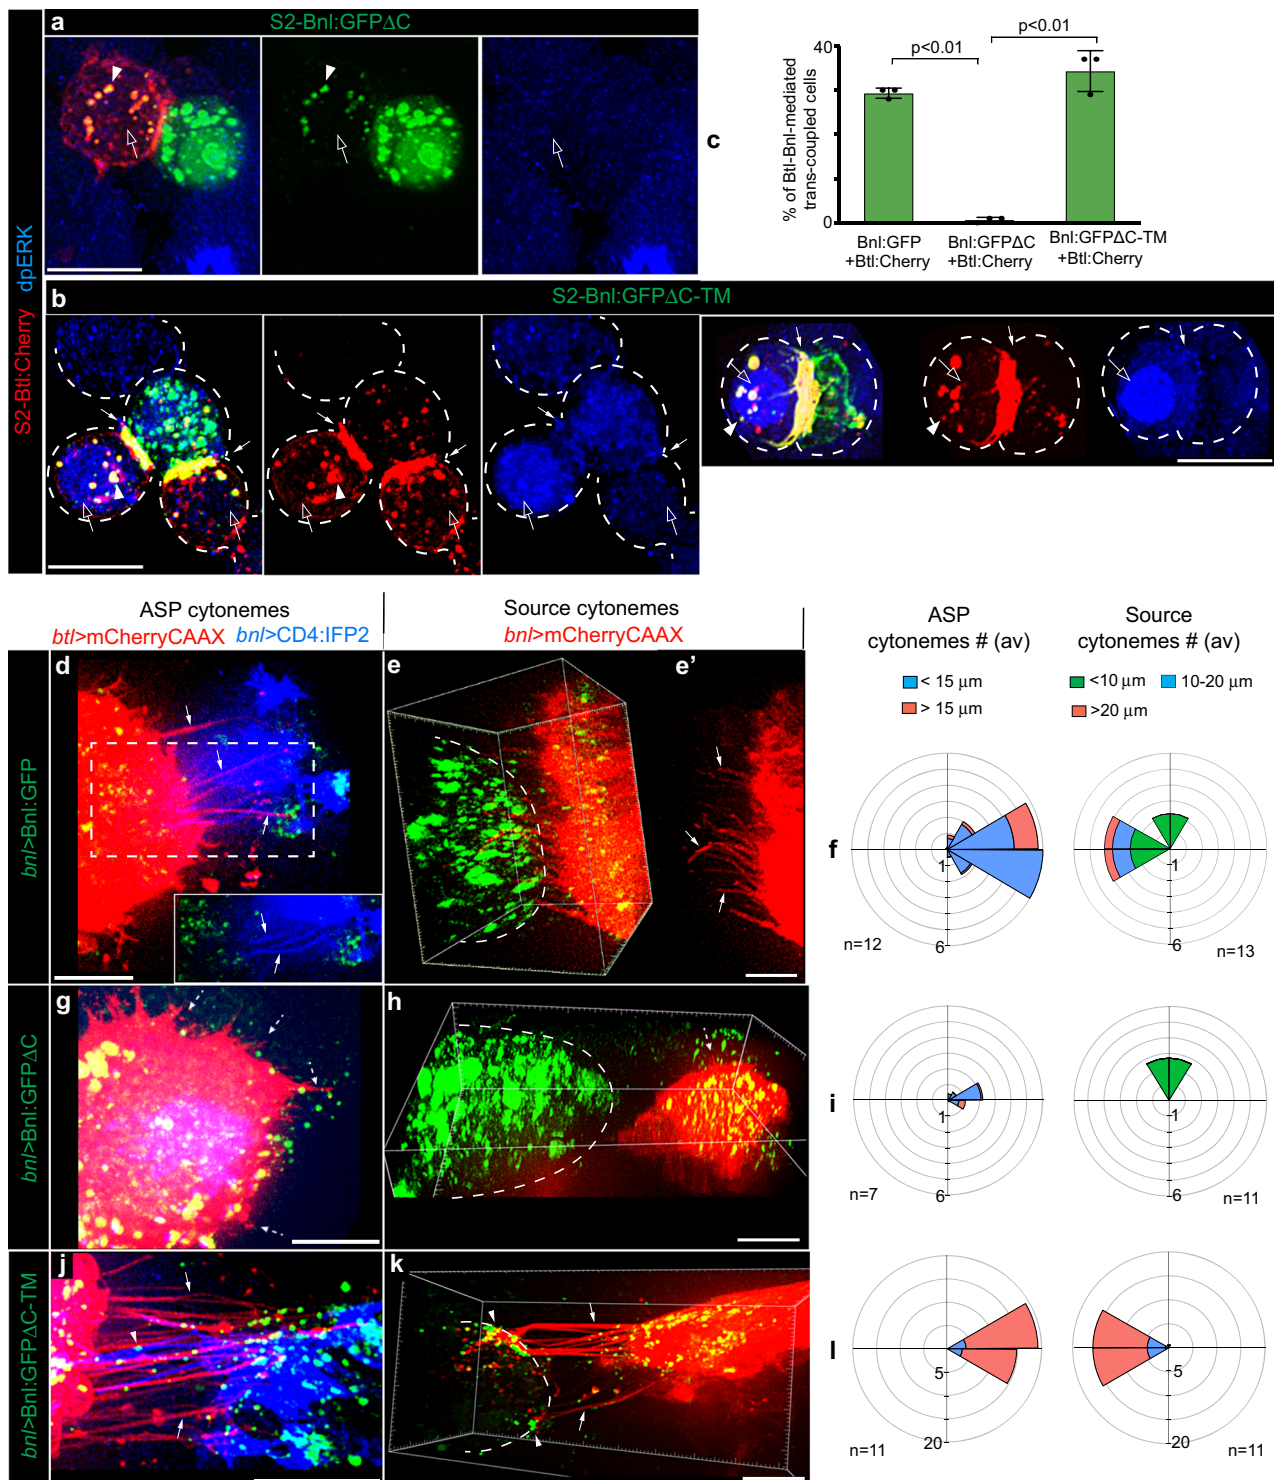 a
S2-Bnl:GFPΔC
S2-Btl:Cherry dpERK
c
% of Btl-Bnl-mediated
trans-coupled cells
40
0
p<0.01
p<0.01
Bnl:GFP
+Btl:Cherry
Bnl:GFPΔC
+Btl:Cherry
Bnl:GFPΔC-TM
+Btl:Cherry
b
S2-Bnl:GFPΔC-TM
ASP cytonemes
btl>mCherryCAAX bnl>CD4:IFP2
Source cytonemes
bnl>mCherryCAAX
ASP
cytonemes # (av)
< 15 μm
> 15 μm
Source
cytonemes # (av)
<10 μm
10-20 μm
>20 μm
bnl>Bnl:GFP
d
e
e'
f
1
6
n=12
1
6
n=13
bnl>Bnl:GFPΔC
g
h
i
1
6
n=7
1
6
n=11
bnl>Bnl:GFPΔC-TM
j
k
l
5
20
n=11
5
20
n=11